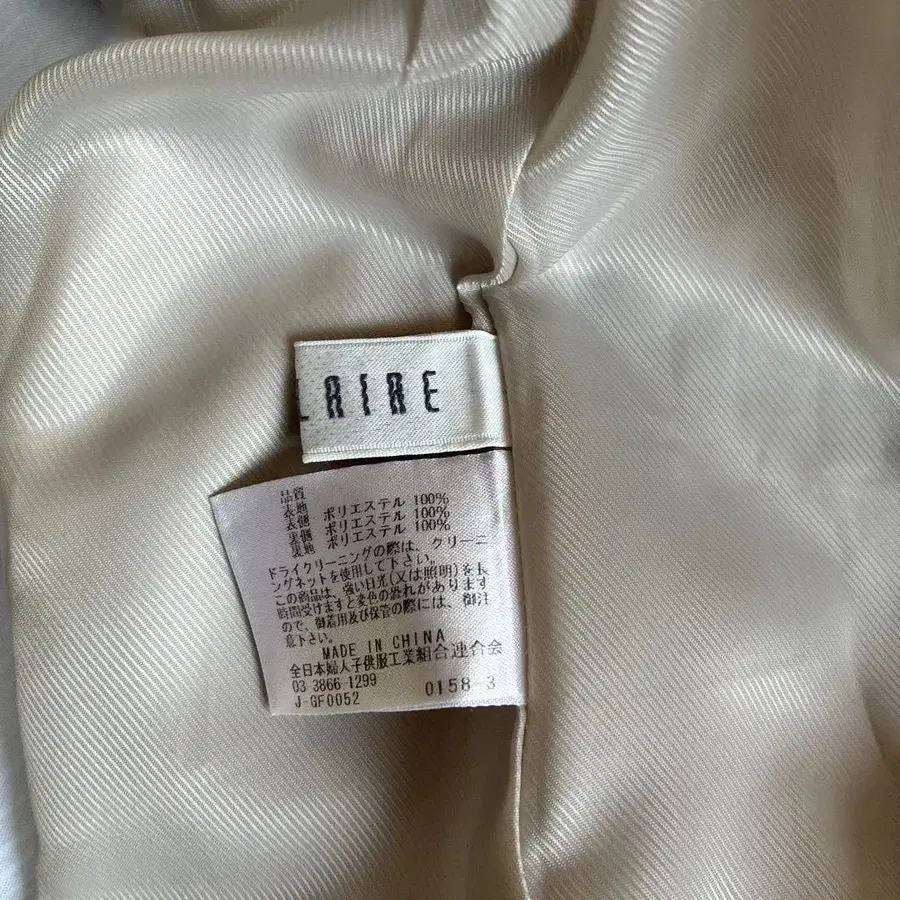 LAIRE
品質
表地 ポリエステル 100%
表側 ポリエステル 100%
裏側 ポリエステル 100%
裏地
ドライクリーニングの際は、クリーニ
ングネットを使用して下さい。
この商品は、強い日光(又は照明)を長
時間受けますと変色の恐れがあります
ので、御着用及び保管の際には、御注
意下さい。
MADE IN CHINA
全日本婦人子供服工業組合連合会
03 3866-1299
J-GF0052 0158-3